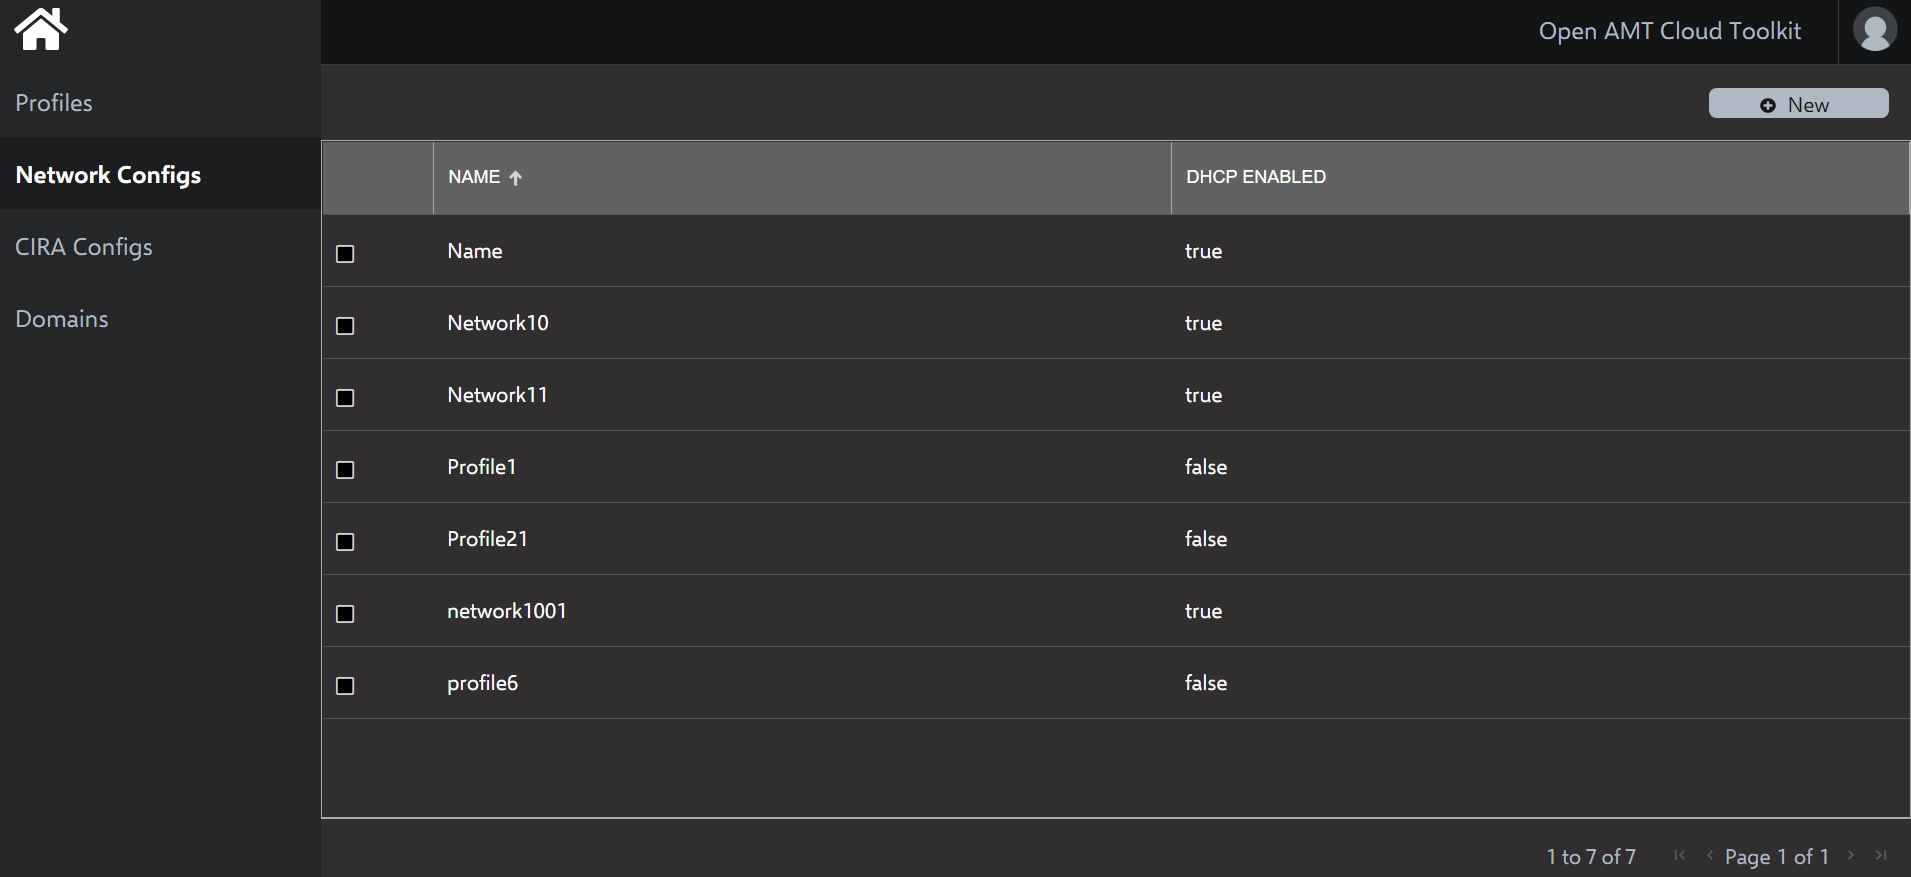 Open AMT Cloud Toolkit
Profiles
Network Configs
CIRA Configs
Domains
New
NAME DHCP ENABLED
Name true
Network10 true
Network11 true
Profile1 false
Profile21 false
network1001 true
profile6 false
1 to 7 of 7 Page 1 of 1